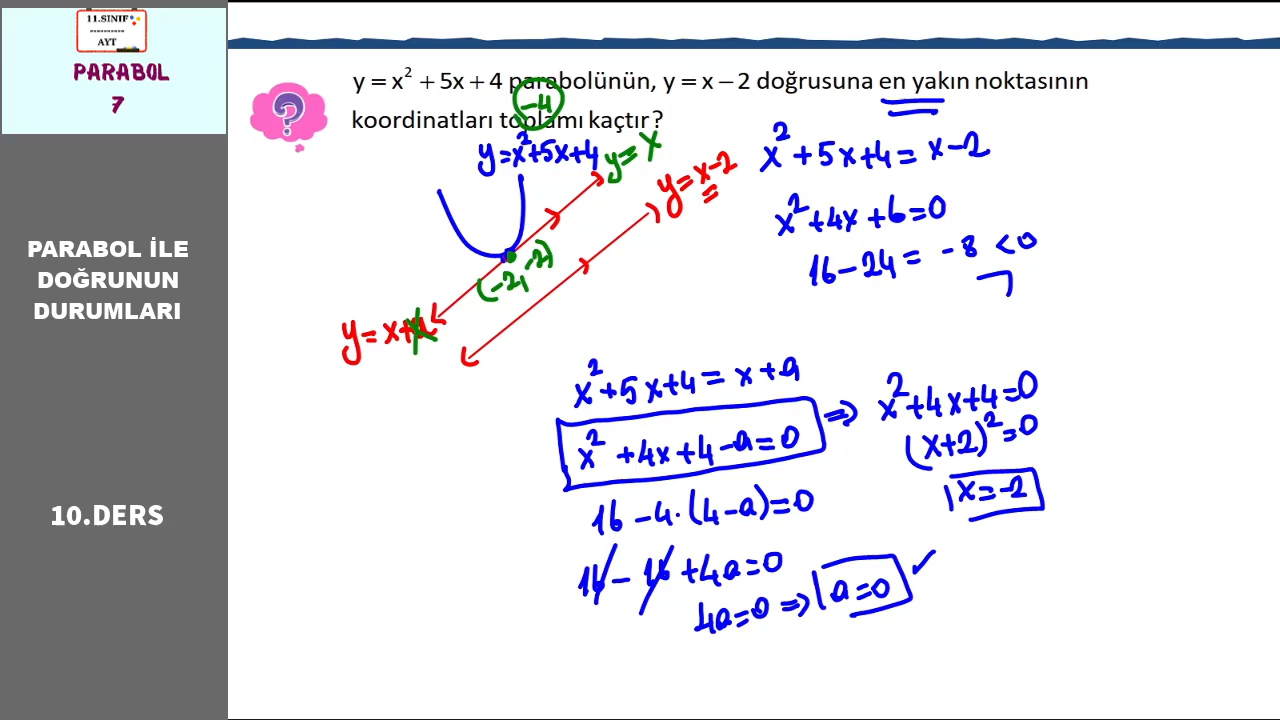 11.SINIF
----------
AYT
PARABOL
7
PARABOL İLE
DOĞRUNUN
DURUMLARI
10.DERS
y = x² + 5x + 4 parabolünün, y = x − 2 doğrusuna en yakın noktasının
koordinatları toplamı kaçtır?
-4
y=x²+5x+4
y=x
y=x-2
(-2,-2)
y=x+a
x²+5x+4=x-2
x²+4x+6=0
16-24=-8<0
x²+5x+4=x+a
x²+4x+4-a=0
16-4.(4-a)=0
16-16+4a=0
4a=0⇒a=0 ✓
⇒ x²+4x+4=0
(x+2)²=0
x=-2